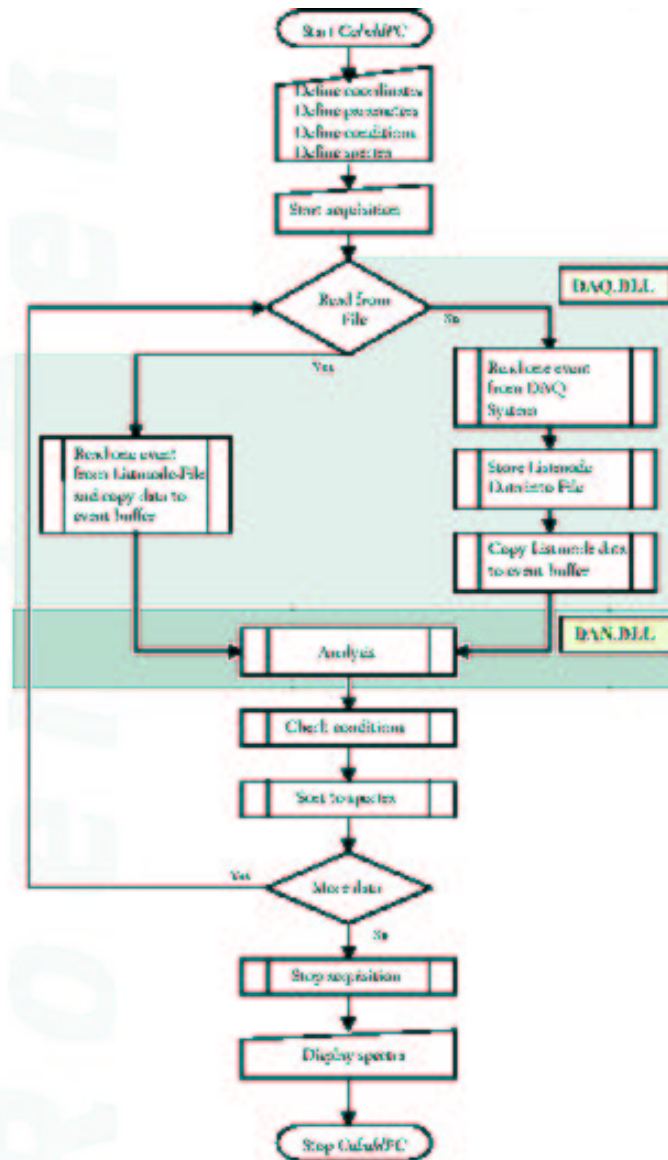 Start CoboldPC
Define coordinates
Define parameters
Define conditions
Define spectra
Start acquisition
Read from
File
DAQ.DLL
No
Yes
Read one event
from DAQ
System
Read one event
from Listmode-File
and copy data to
event buffer
Store Listmode
Data into File
Copy Listmode data
to event buffer
DAN.DLL
Analysis
Check conditions
Sort to spectra
Yes
More data
No
Stop acquisition
Display spectra
Stop CoboldPC